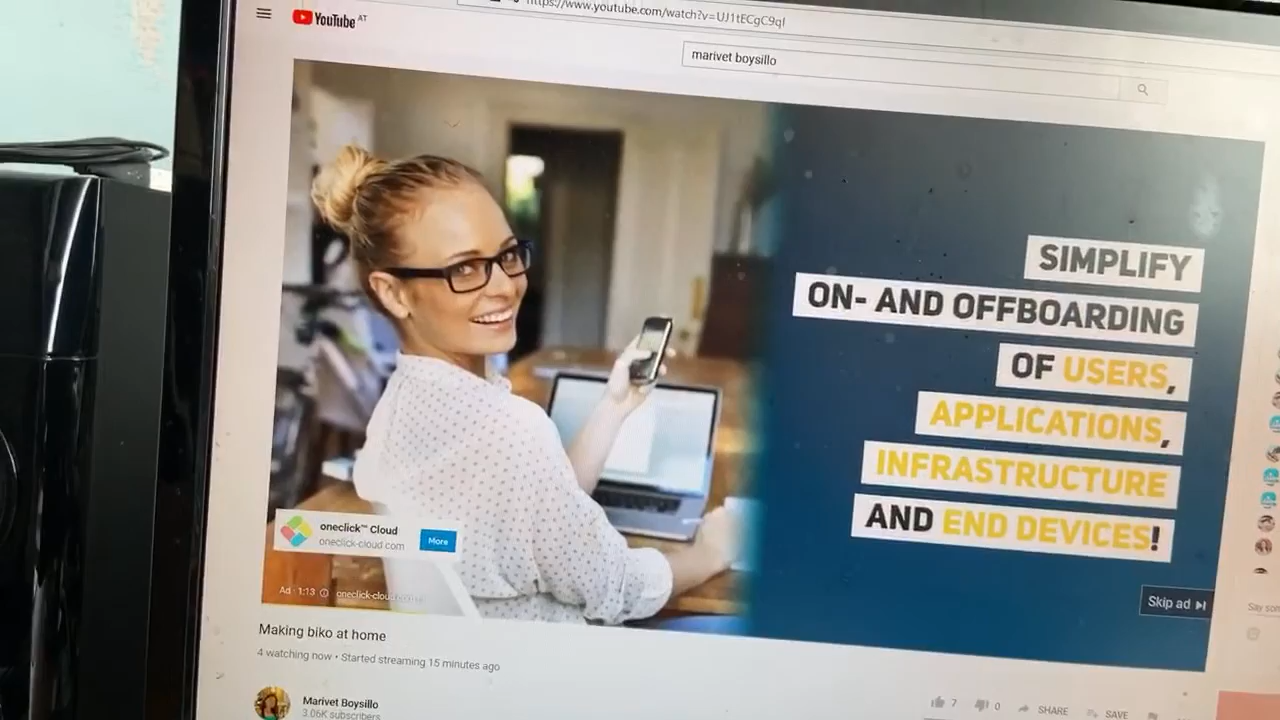 https://www.youtube.com/watch?v=UJ1tECgC9qI
YouTube AT
marivet boysillo
SIMPLIFY
ON- AND OFFBOARDING
OF USERS,
APPLICATIONS,
INFRASTRUCTURE
AND END DEVICES!
oneclick™ Cloud
oneclick-cloud.com
More
Ad · 1:13
Skip ad
Making biko at home
4 watching now • Started streaming 15 minutes ago
Marivet Boysillo
3.06K subscribers
7
0
SHARE
SAVE